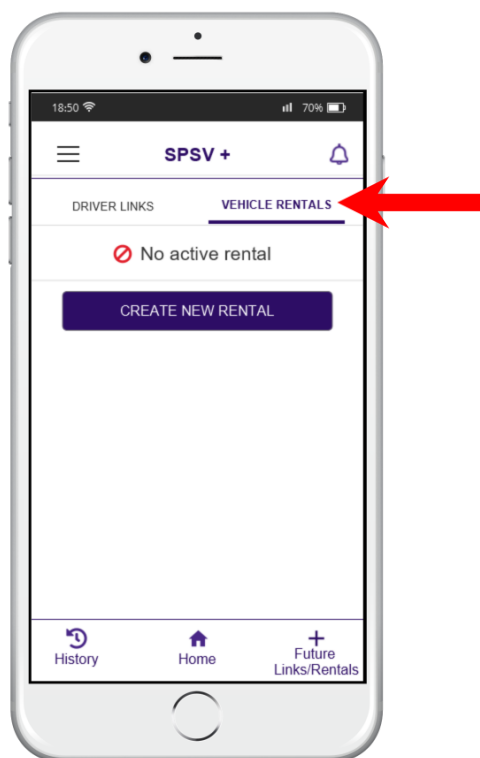 18:50 70%
SPSV +
DRIVER LINKS VEHICLE RENTALS
No active rental
CREATE NEW RENTAL
History Home Future
Links/Rentals